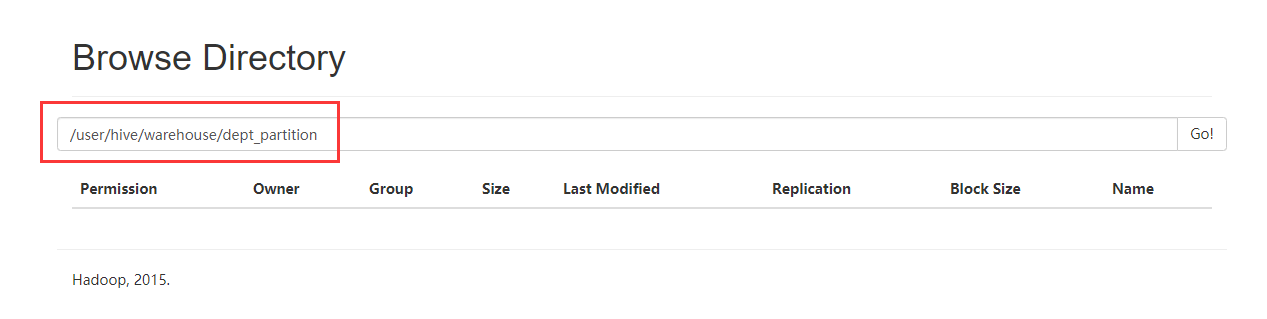 Browse Directory
/user/hive/warehouse/dept_partition Go!
Permission Owner Group Size Last Modified Replication Block Size Name
Hadoop, 2015.